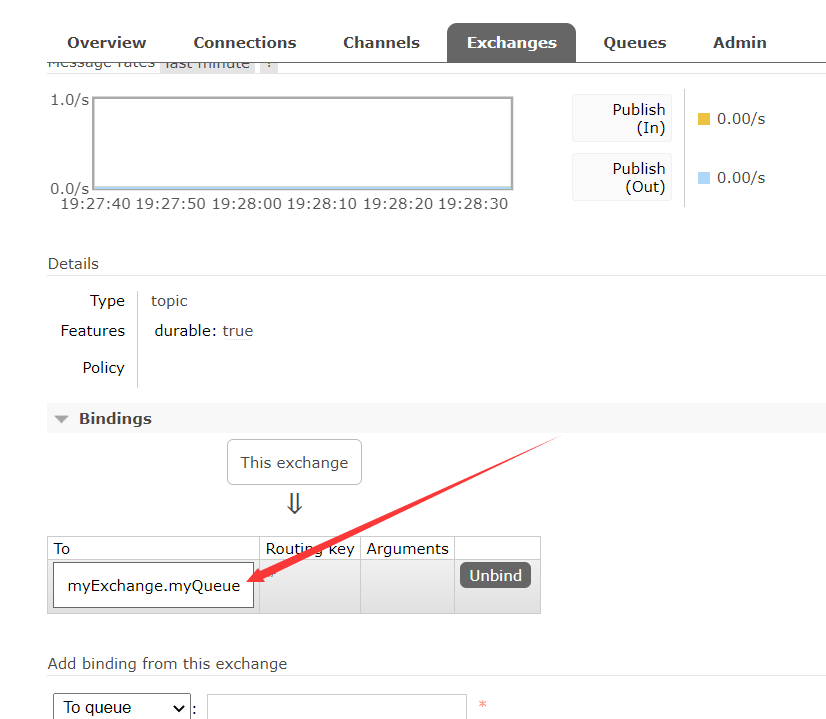 Overview Connections Channels Exchanges Queues Admin
Message rates last minute ?
1.0/s
0.0/s
19:27:40 19:27:50 19:28:00 19:28:10 19:28:20 19:28:30
Publish
(In)
0.00/s
Publish
(Out)
0.00/s
Details
Type topic
Features durable: true
Policy
Bindings
This exchange
⇓
To Routing key Arguments
myExchange.myQueue Unbind
Add binding from this exchange
To queue : *